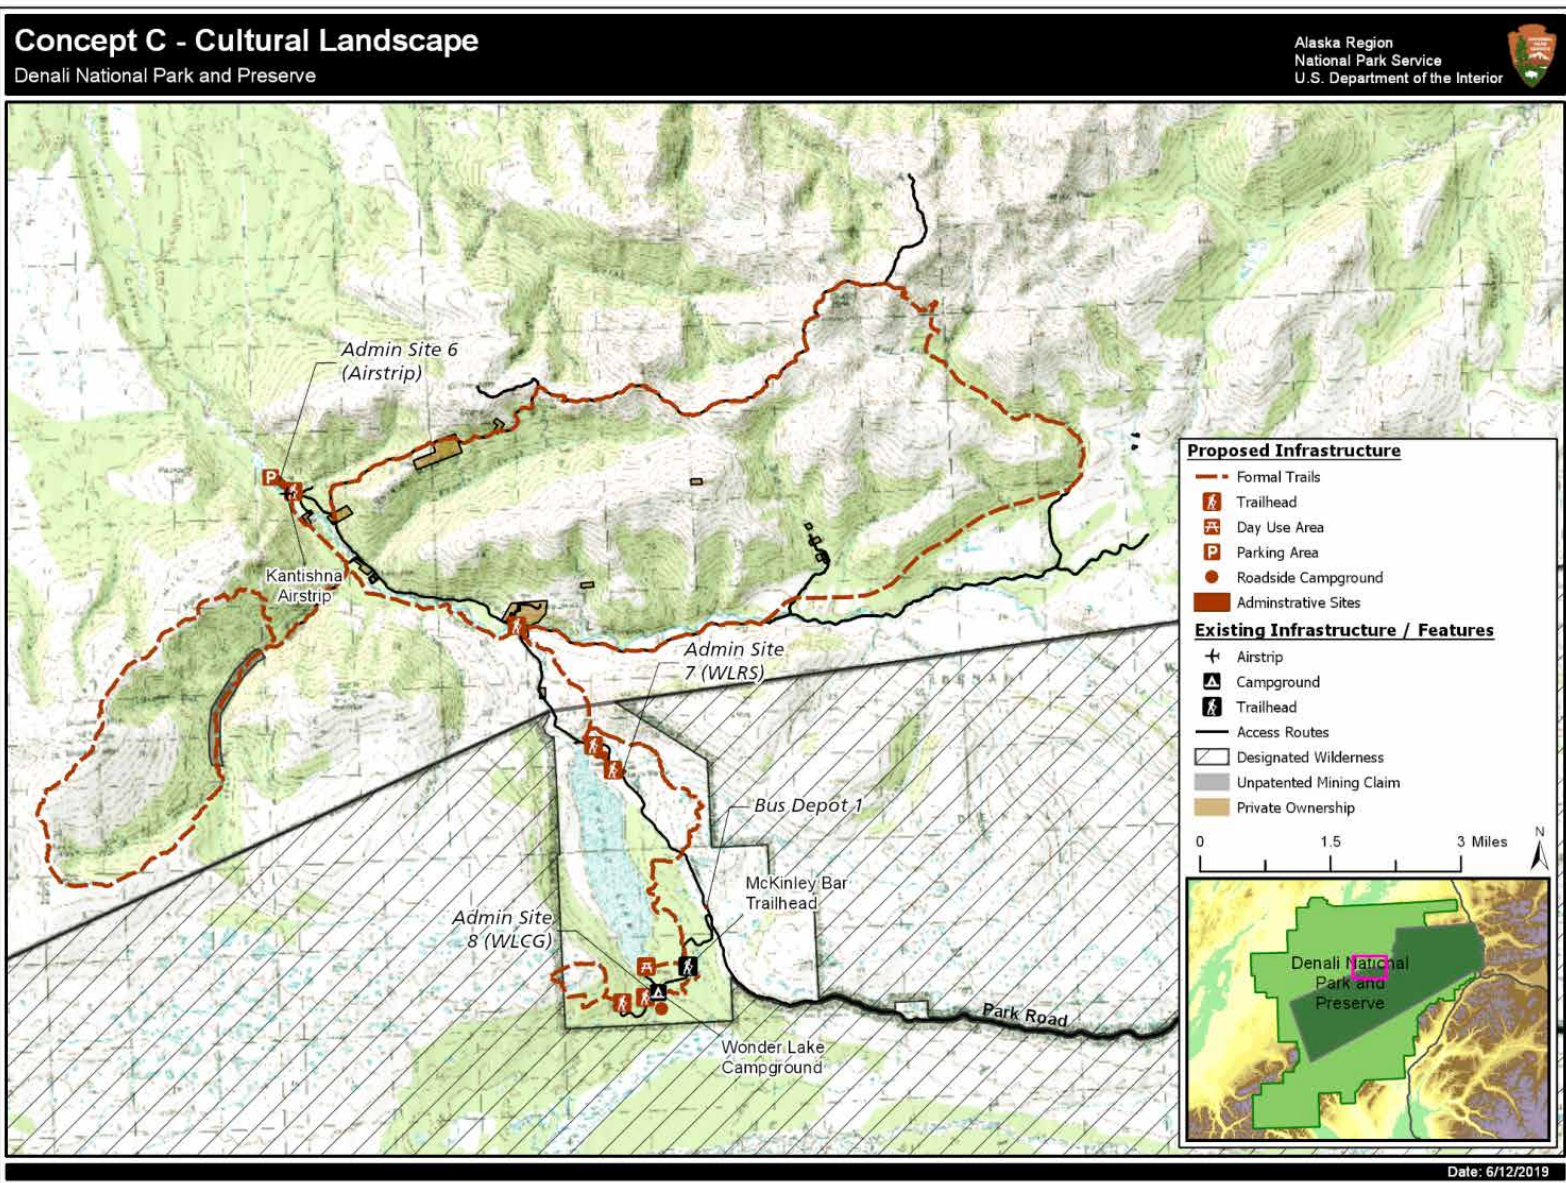 Concept C - Cultural Landscape
Denali National Park and Preserve
Alaska Region
National Park Service
U.S. Department of the Interior
Admin Site 6
(Airstrip)
P
Kantishna
Airstrip
Admin Site
7 (WLRS)
Bus Depot 1
McKinley Bar
Trailhead
Admin Site
8 (WLCG)
Wonder Lake
Campground
Park Road
Proposed Infrastructure
Formal Trails
Trailhead
Day Use Area
P Parking Area
Roadside Campground
Adminstrative Sites
Existing Infrastructure / Features
Airstrip
Campground
Trailhead
Access Routes
Designated Wilderness
Unpatented Mining Claim
Private Ownership
0 1.5 3 Miles
N
Denali National
Park and
Preserve
Date: 6/12/2019